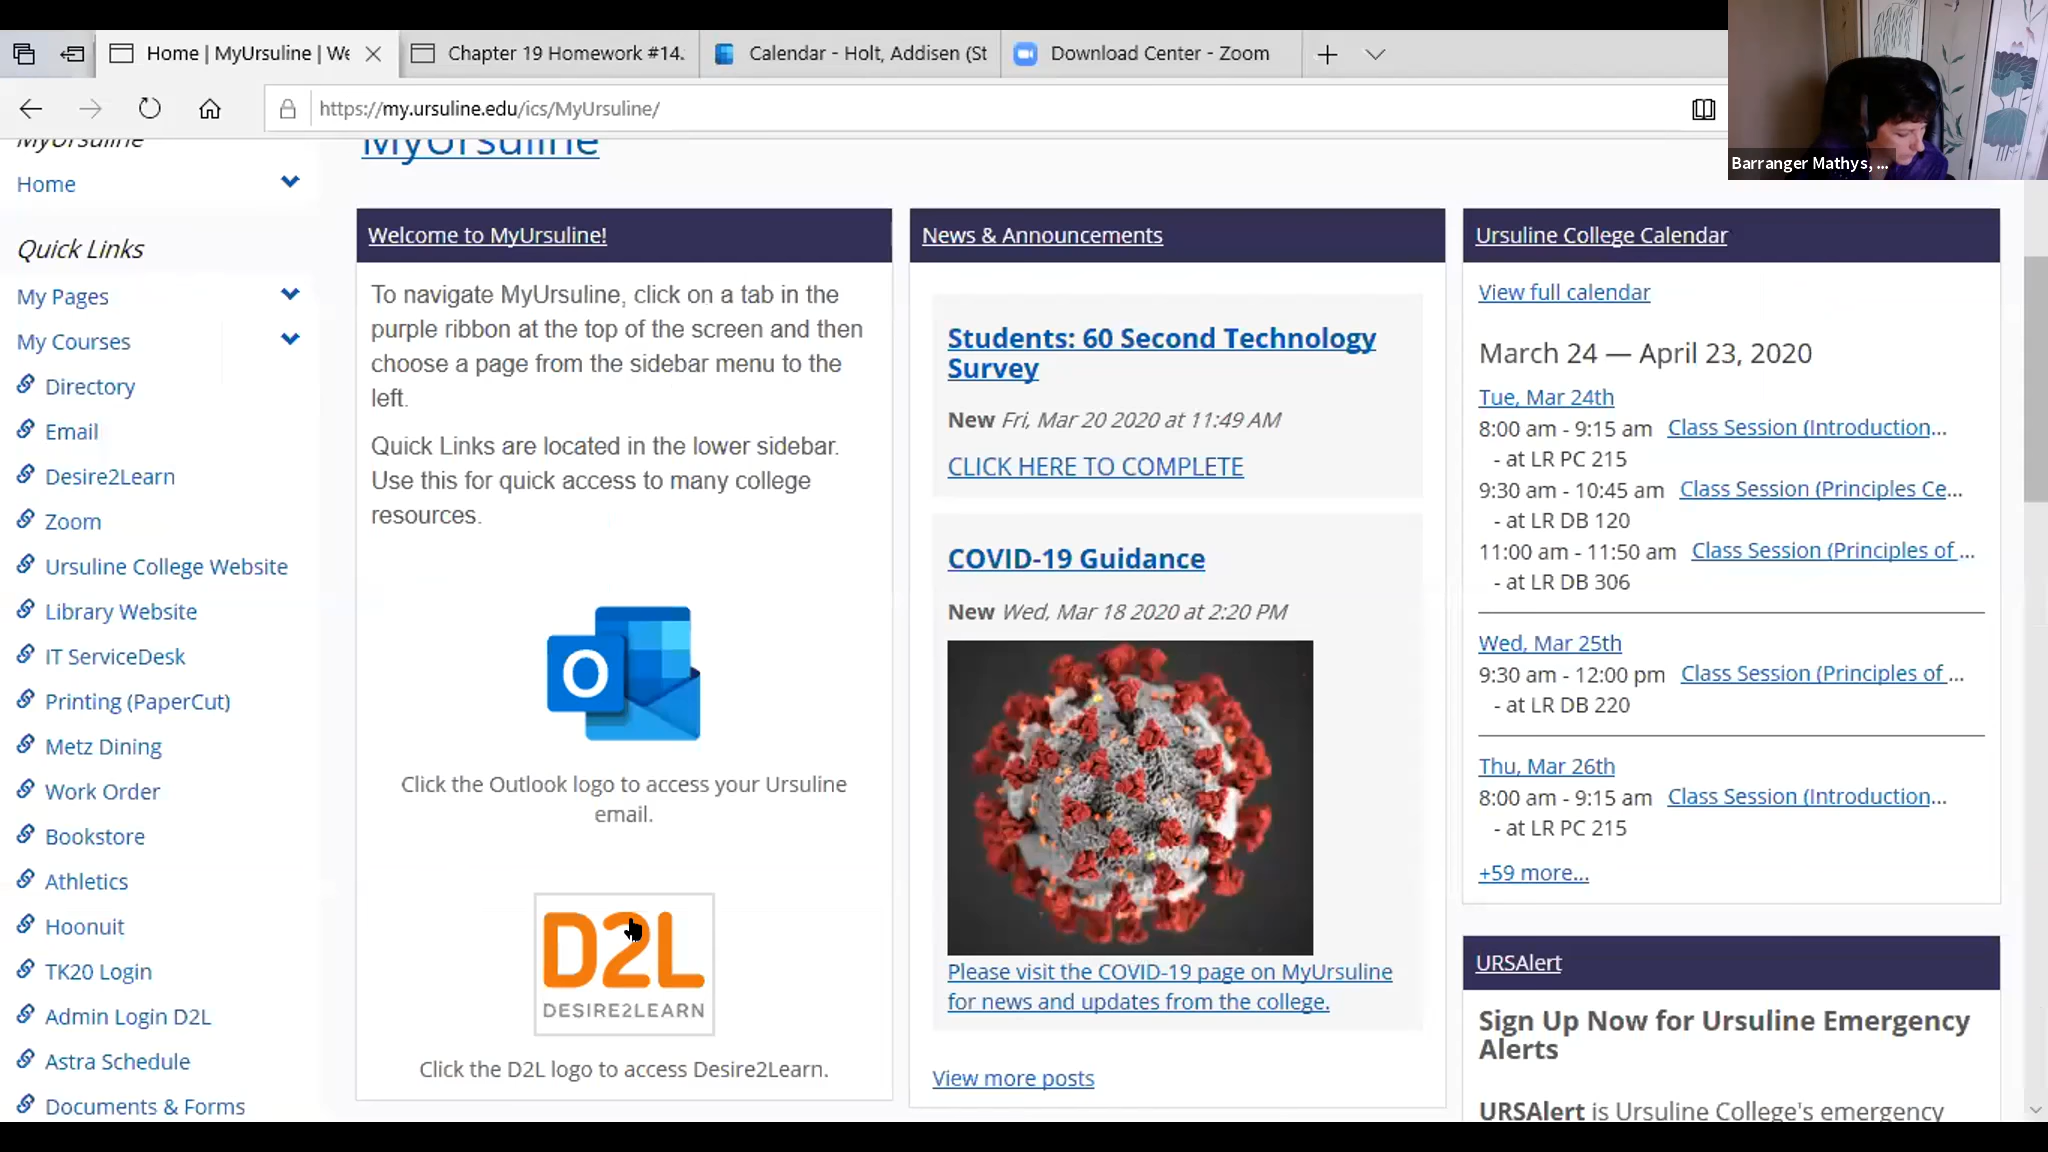 Home | MyUrsuline | We
Chapter 19 Homework #14.
Calendar - Holt, Addisen (St
Download Center - Zoom
https://my.ursuline.edu/ics/MyUrsuline/
Barranger Mathys, ...
MyUrsuline
Home
Quick Links
My Pages
My Courses
Directory
Email
Desire2Learn
Zoom
Ursuline College Website
Library Website
IT ServiceDesk
Printing (PaperCut)
Metz Dining
Work Order
Bookstore
Athletics
Hoonuit
TK20 Login
Admin Login D2L
Astra Schedule
Documents & Forms
MyUrsuline
Welcome to MyUrsuline!
To navigate MyUrsuline, click on a tab in the
purple ribbon at the top of the screen and then
choose a page from the sidebar menu to the
left.
Quick Links are located in the lower sidebar.
Use this for quick access to many college
resources.
O
Click the Outlook logo to access your Ursuline
email.
D2L
DESIRE2LEARN
Click the D2L logo to access Desire2Learn.
News & Announcements
Students: 60 Second Technology
Survey
New Fri, Mar 20 2020 at 11:49 AM
CLICK HERE TO COMPLETE
COVID-19 Guidance
New Wed, Mar 18 2020 at 2:20 PM
Please visit the COVID-19 page on MyUrsuline
for news and updates from the college.
View more posts
Ursuline College Calendar
View full calendar
March 24 — April 23, 2020
Tue, Mar 24th
8:00 am - 9:15 am Class Session (Introduction...
- at LR PC 215
9:30 am - 10:45 am Class Session (Principles Ce...
- at LR DB 120
11:00 am - 11:50 am Class Session (Principles of ...
- at LR DB 306
Wed, Mar 25th
9:30 am - 12:00 pm Class Session (Principles of ...
- at LR DB 220
Thu, Mar 26th
8:00 am - 9:15 am Class Session (Introduction...
- at LR PC 215
+59 more...
URSAlert
Sign Up Now for Ursuline Emergency
Alerts
URSAlert is Ursuline College's emergency